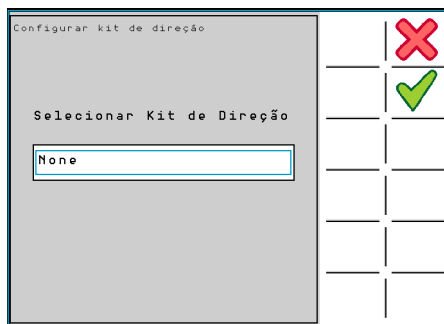 Configurar kit de direção
Selecionar Kit de Direção
None